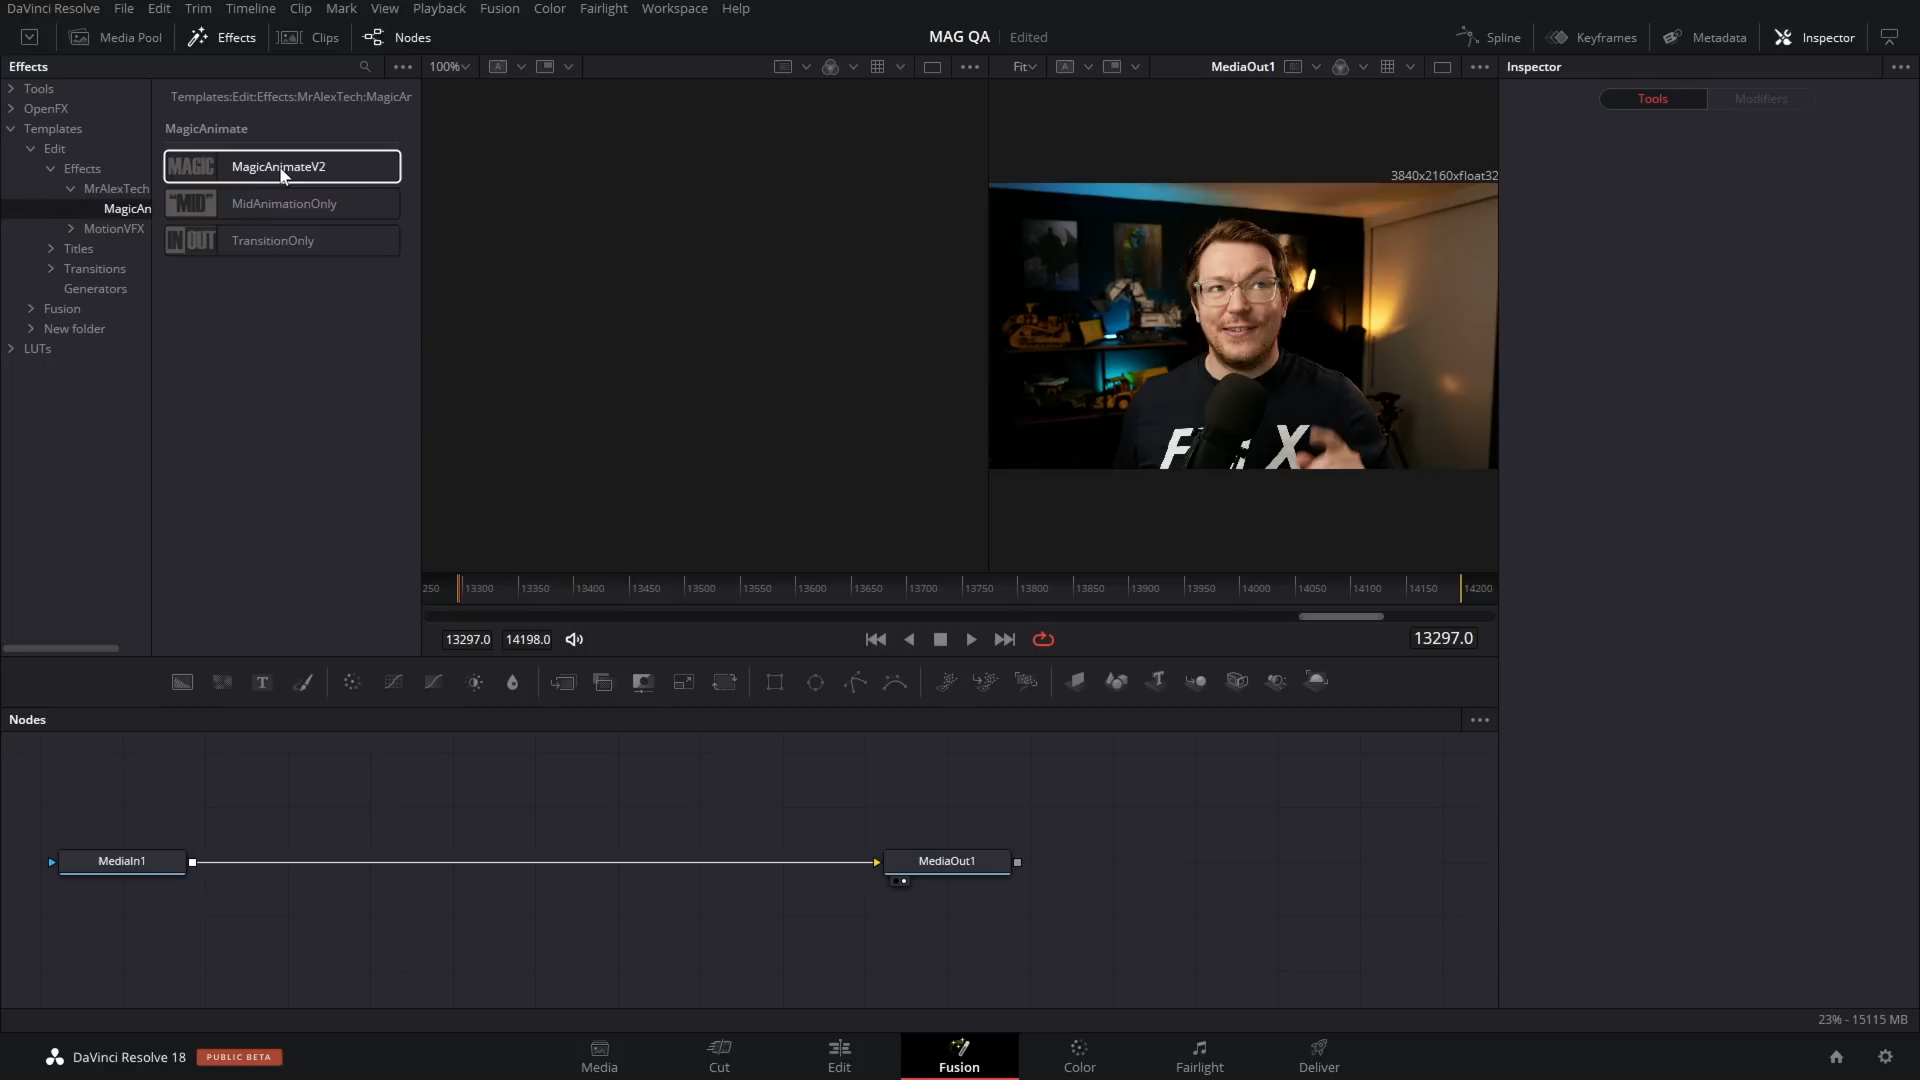 DaVinci Resolve File Edit Trim Timeline Clip Mark View Playback Fusion Color Fairlight Workspace Help
Media Pool Effects Clips Nodes MAG QA Edited Spline Keyframes Metadata Inspector
Effects 100% A Fit A MediaOut1 Inspector
Tools
OpenFX
Templates
Edit
Effects
MrAlexTech
MagicAn
MotionVFX
Titles
Transitions
Generators
Fusion
New folder
LUTs
Templates:Edit:Effects:MrAlexTech:MagicAr
MagicAnimate
MAGIC MagicAnimateV2
"MID" MidAnimationOnly
IN OUT TransitionOnly
3840x2160xfloat32
Tools Modifiers
250 13300 13350 13400 13450 13500 13550 13600 13650 13700 13750 13800 13850 13900 13950 14000 14050 14100 14150 14200
13297.0 14198.0 13297.0
T T
Nodes
MediaIn1 MediaOut1
23% - 15115 MB
DaVinci Resolve 18 PUBLIC BETA Media Cut Edit Fusion Color Fairlight Deliver